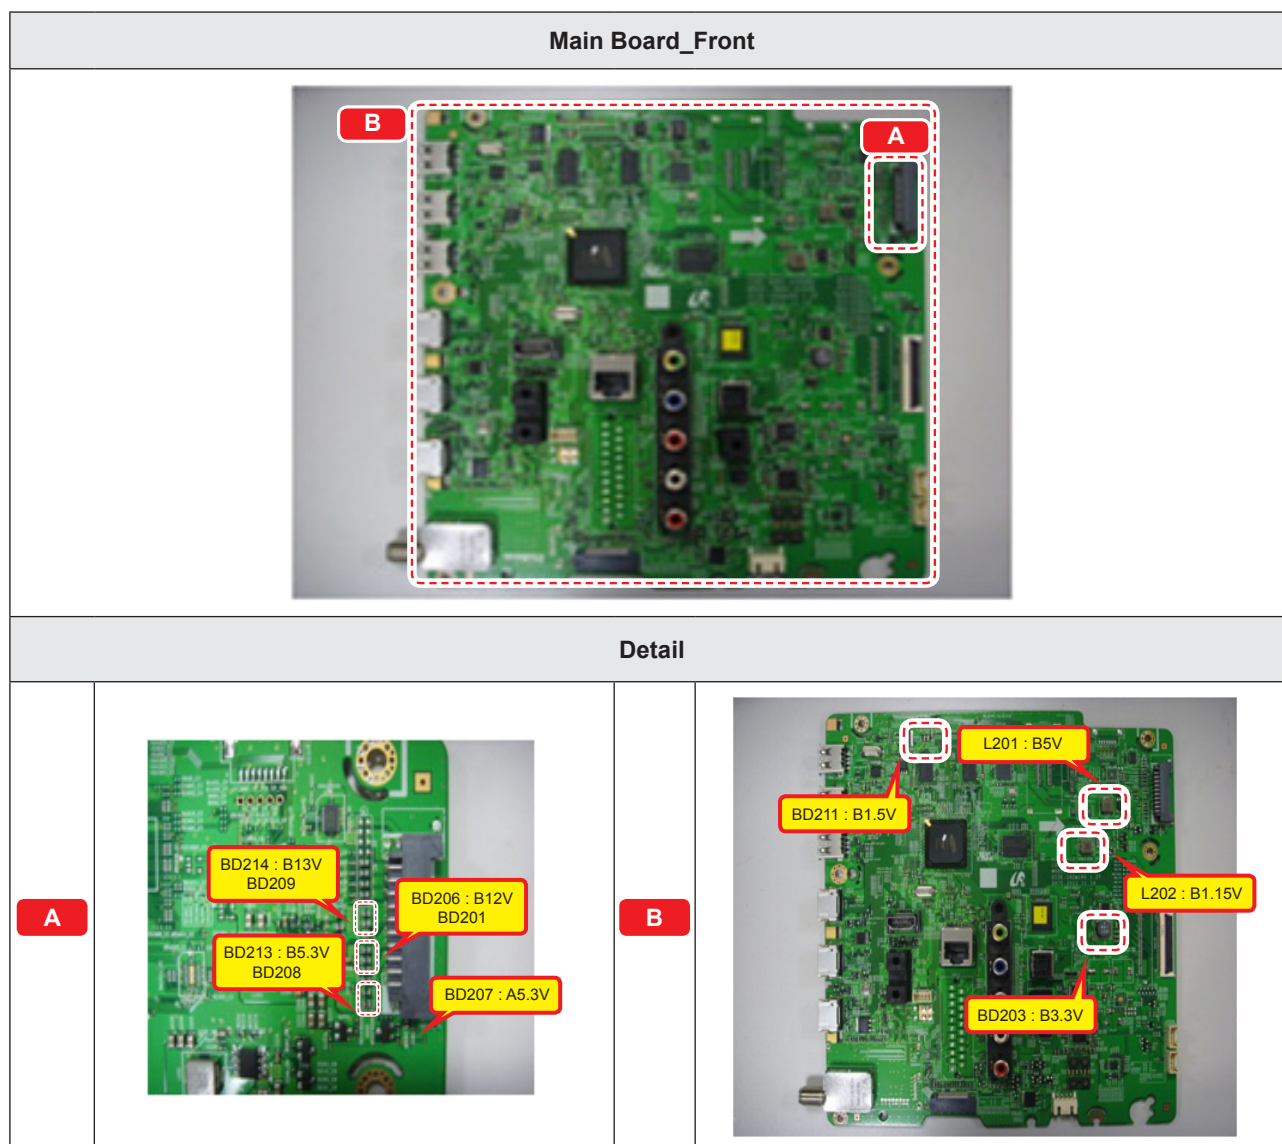 Main Board_Front
B
A
Detail
A
BD214 : B13V
BD209
BD206 : B12V
BD201
BD213 : B5.3V
BD208
BD207 : A5.3V
B
L201 : B5V
BD211 : B1.5V
L202 : B1.15V
BD203 : B3.3V